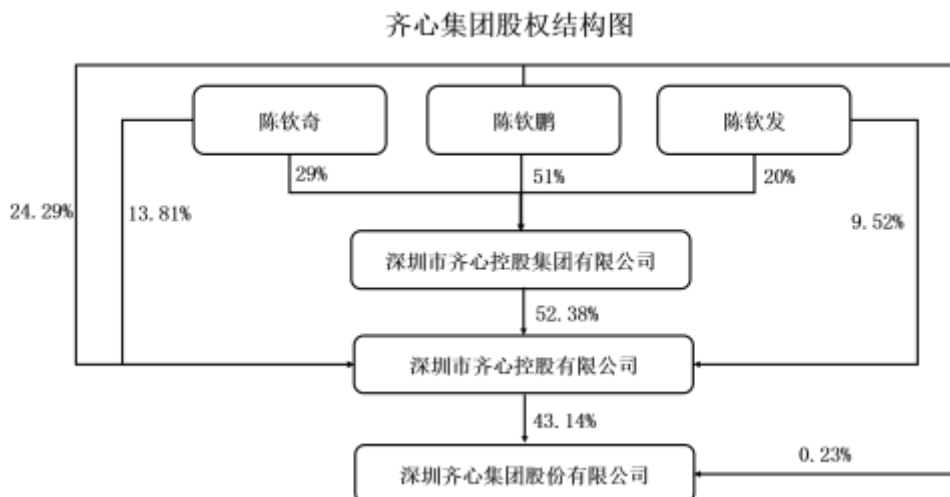 齐心集团股权结构图
陈钦奇
陈钦鹏
陈钦发
29%
51%
20%
24.29%
13.81%
9.52%
深圳市齐心控股集团有限公司
52.38%
深圳市齐心控股有限公司
43.14%
0.23%
深圳齐心集团股份有限公司